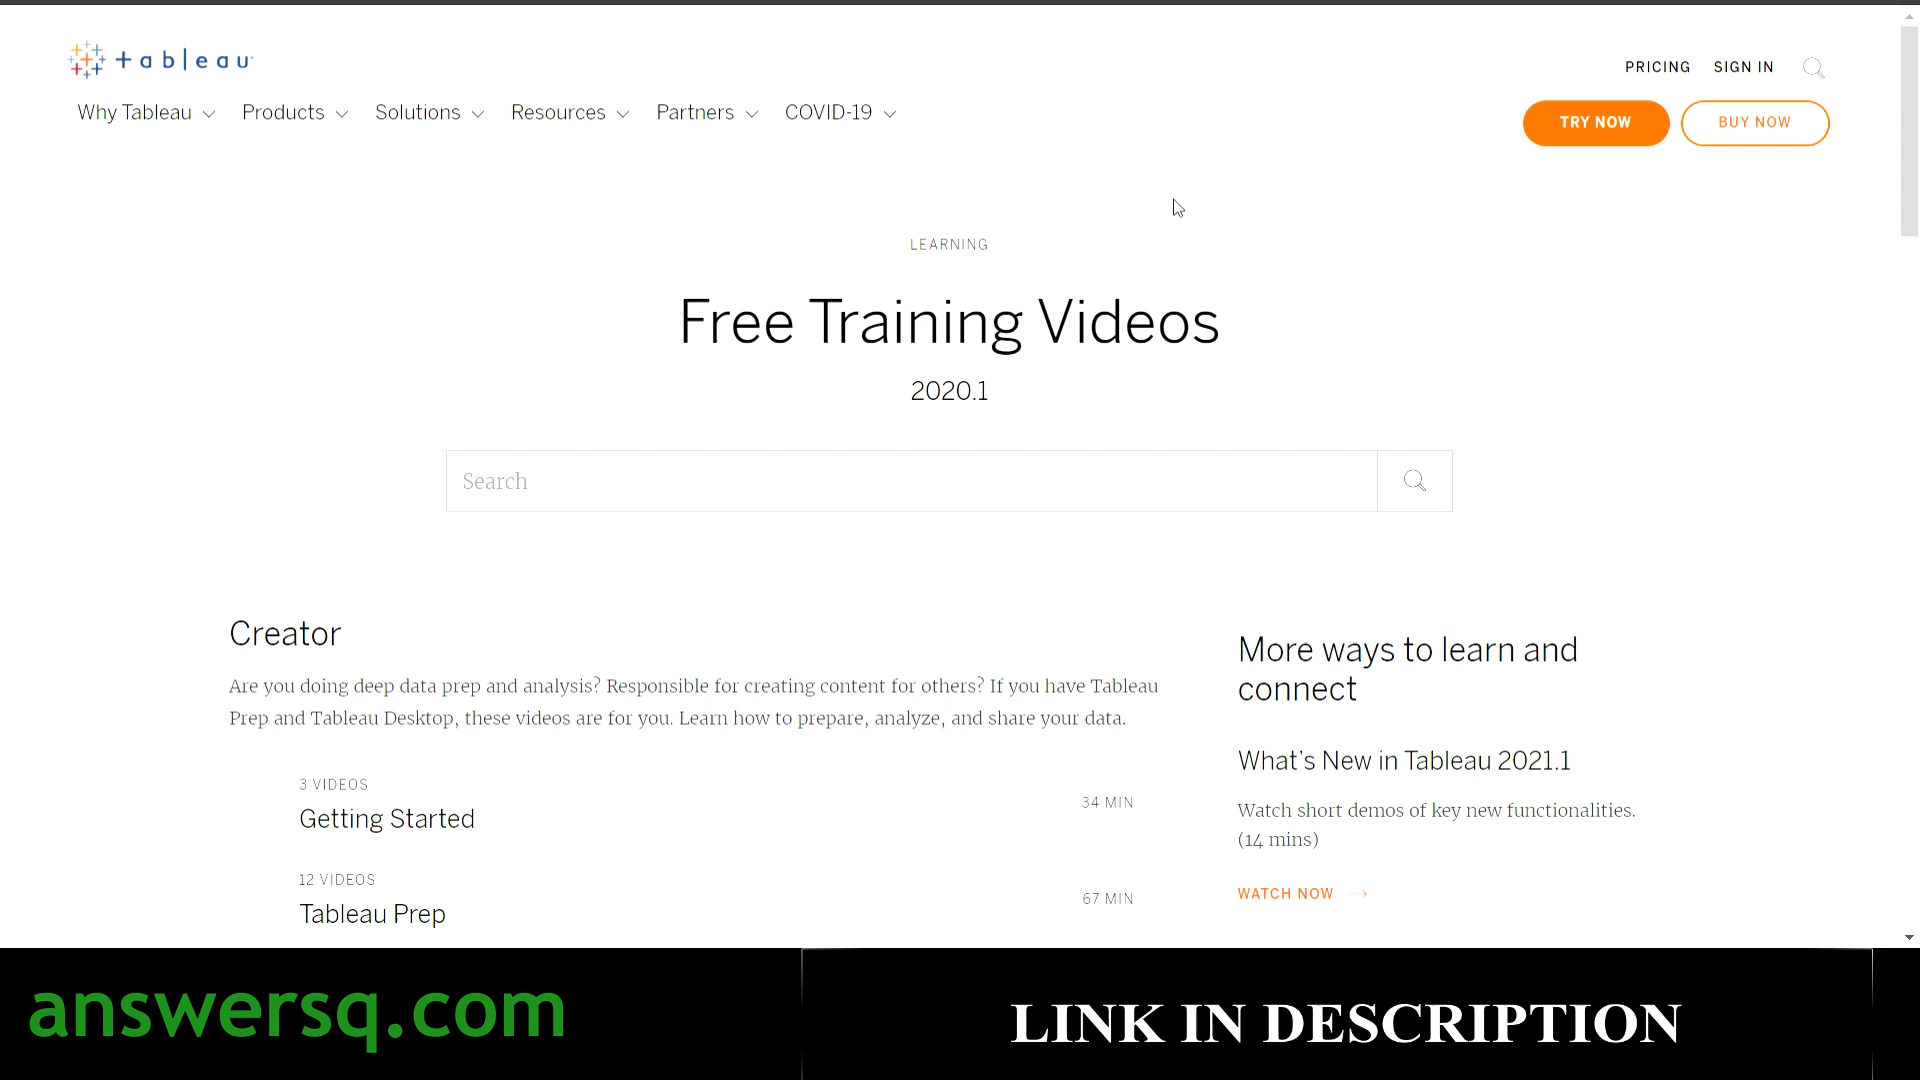 +ableau
PRICING SIGN IN
Why Tableau Products Solutions Resources Partners COVID-19
TRY NOW BUY NOW
LEARNING
Free Training Videos
2020.1
Search
Creator
Are you doing deep data prep and analysis? Responsible for creating content for others? If you have Tableau
Prep and Tableau Desktop, these videos are for you. Learn how to prepare, analyze, and share your data.
3 VIDEOS
Getting Started
34 MIN
12 VIDEOS
Tableau Prep
67 MIN
More ways to learn and
connect
What's New in Tableau 2021.1
Watch short demos of key new functionalities.
(14 mins)
WATCH NOW
answersq.com
LINK IN DESCRIPTION